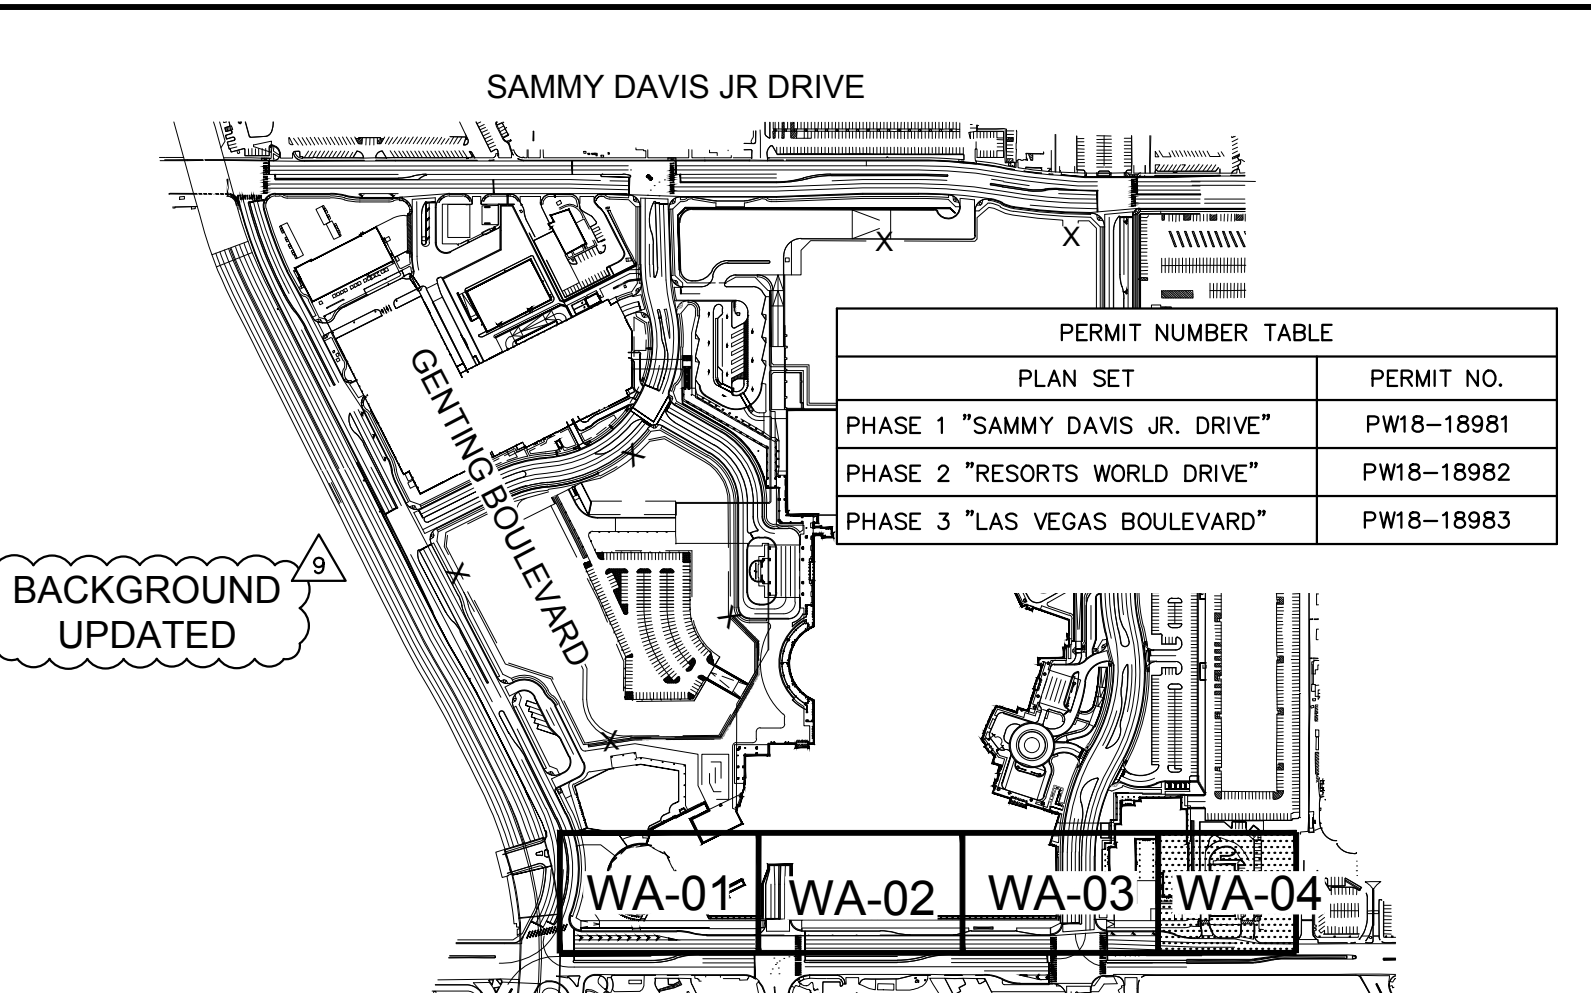 SAMMY DAVIS JR DRIVE
X
X
PERMIT NUMBER TABLE
PLAN SET PERMIT NO.
PHASE 1 "SAMMY DAVIS JR. DRIVE" PW18-18981
PHASE 2 "RESORTS WORLD DRIVE" PW18-18982
PHASE 3 "LAS VEGAS BOULEVARD" PW18-18983
GENTING BOULEVARD
X
X
X
X
9
BACKGROUND
UPDATED
WA-01 WA-02 WA-03 WA-04